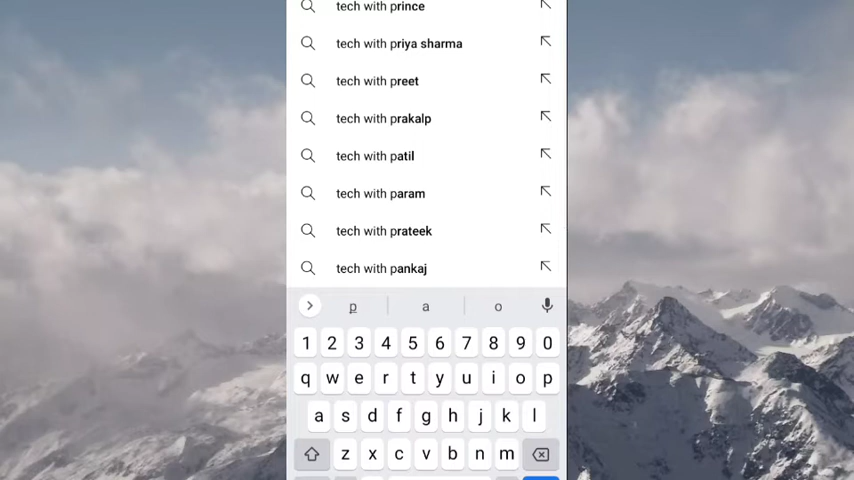 tech with prince
tech with priya sharma
tech with preet
tech with prakalp
tech with patil
tech with param
tech with prateek
tech with pankaj
p a o
1 2 3 4 5 6 7 8 9 0
q w e r t y u i o p
a s d f g h j k l
z x c v b n m